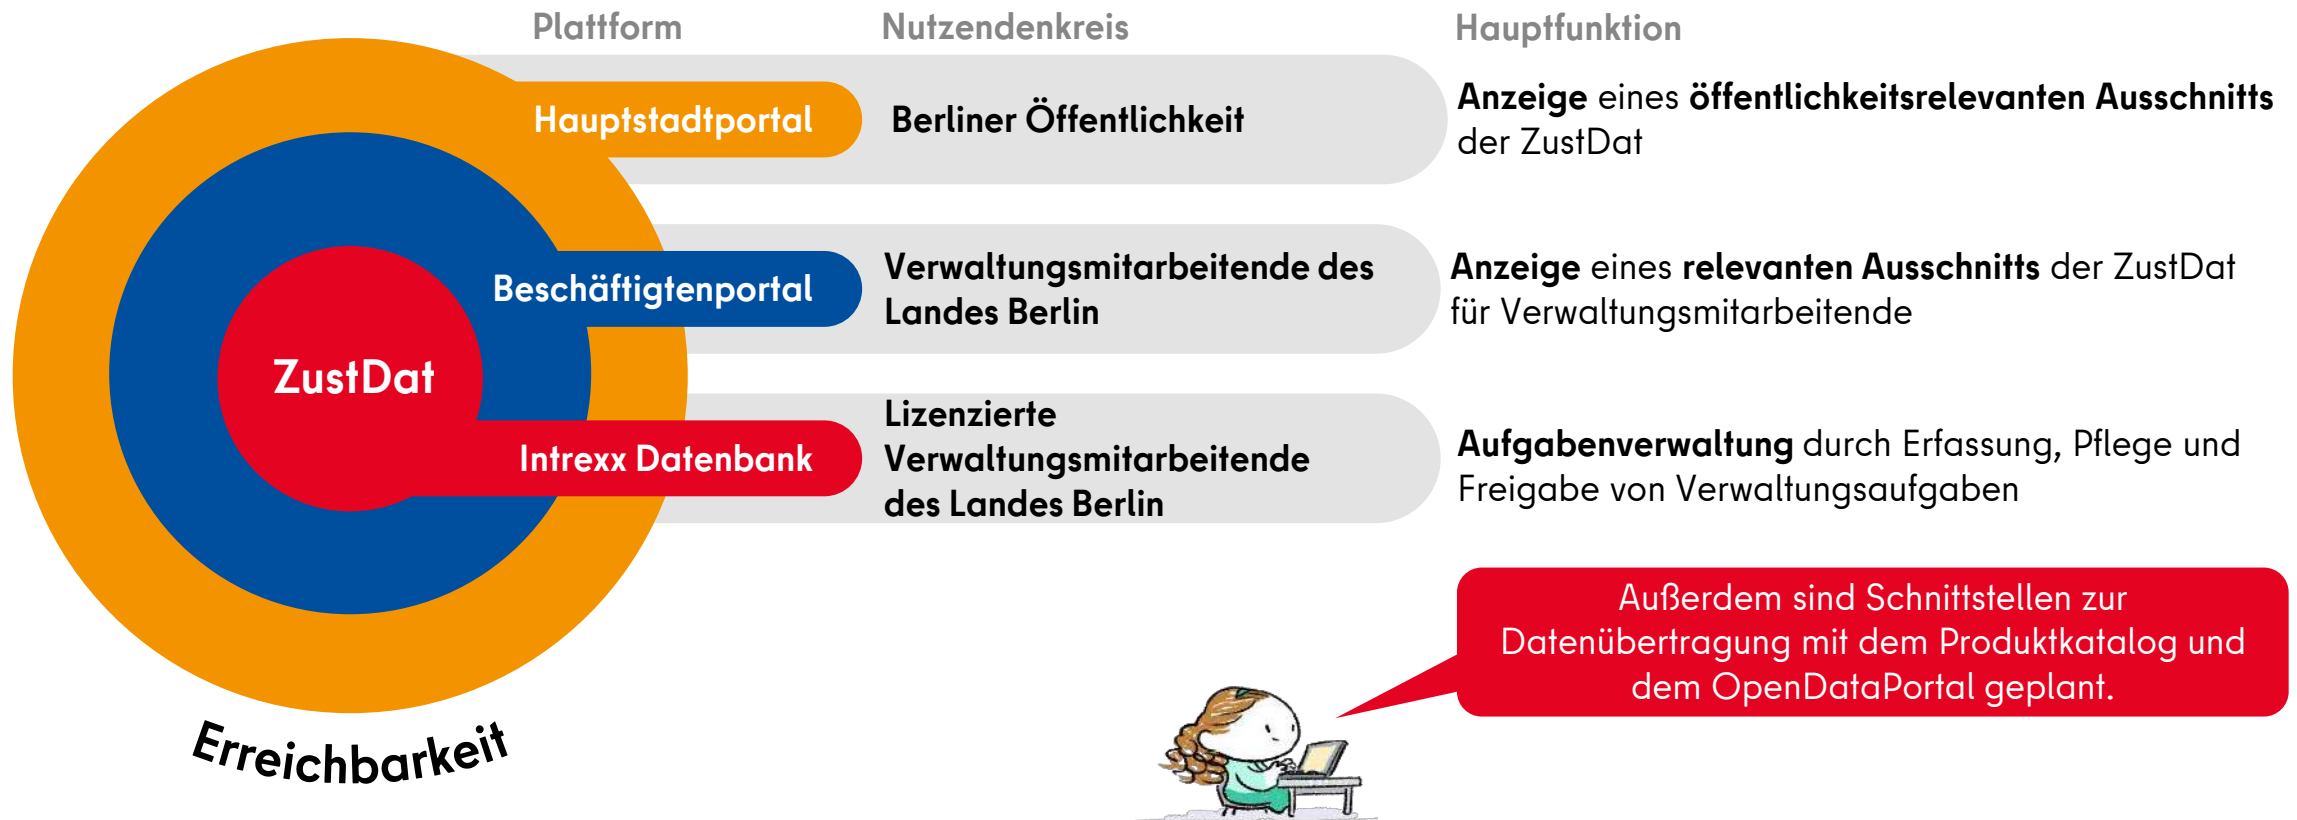 Plattform
Nutzendenkreis
Hauptfunktion
Hauptstadtportal
Berliner Öffentlichkeit
Anzeige eines öffentlichkeitsrelevanten Ausschnitts
der ZustDat
Beschäftigtenportal
Verwaltungsmitarbeitende des
Landes Berlin
Anzeige eines relevanten Ausschnitts der ZustDat
für Verwaltungsmitarbeitende
ZustDat
Intrexx Datenbank
Lizenzierte
Verwaltungsmitarbeitende
des Landes Berlin
Aufgabenverwaltung durch Erfassung, Pflege und
Freigabe von Verwaltungsaufgaben
Außerdem sind Schnittstellen zur
Datenübertragung mit dem Produktkatalog und
dem OpenDataPortal geplant.
Erreichbarkeit